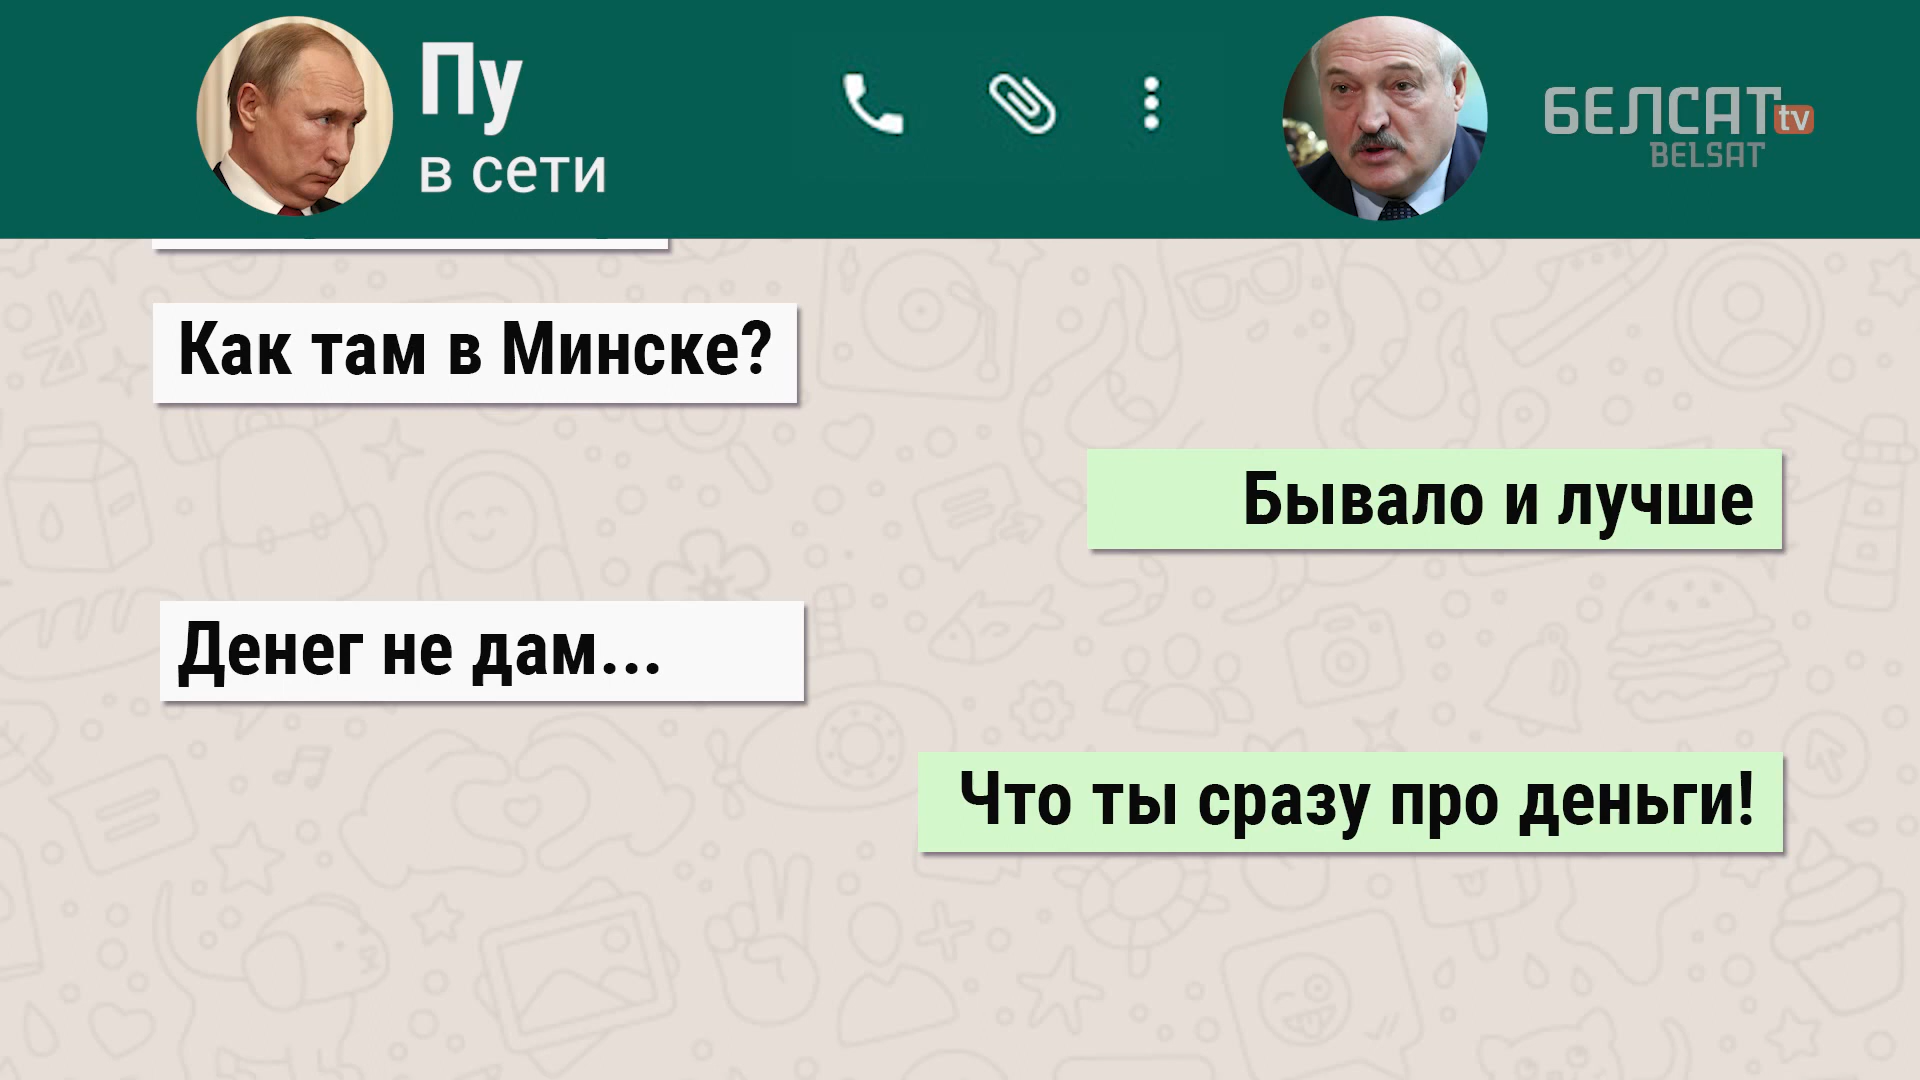 Пу
в сети
БЕЛСАТ tv
BELSAT
Как там в Минске?
Бывало и лучше
Денег не дам...
Что ты сразу про деньги!